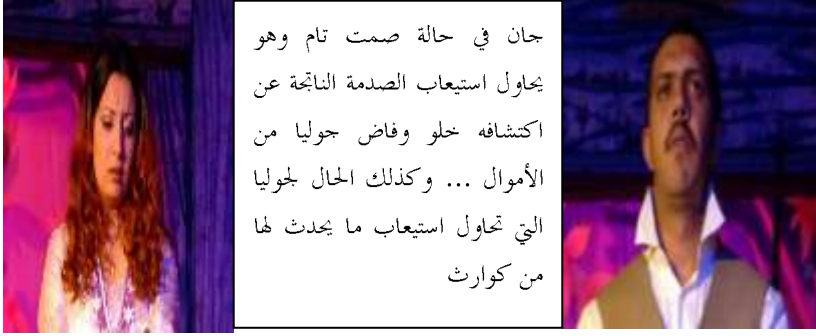 جان في حالة صمت تام وهو
يحاول استيعاب الصدمة الناتجة عن
اكتشافه خلو وفاض جوليا من
الأموال ... وكذلك الحال لجوليا
التي تحاول استيعاب ما يحدث لها
من كوارث